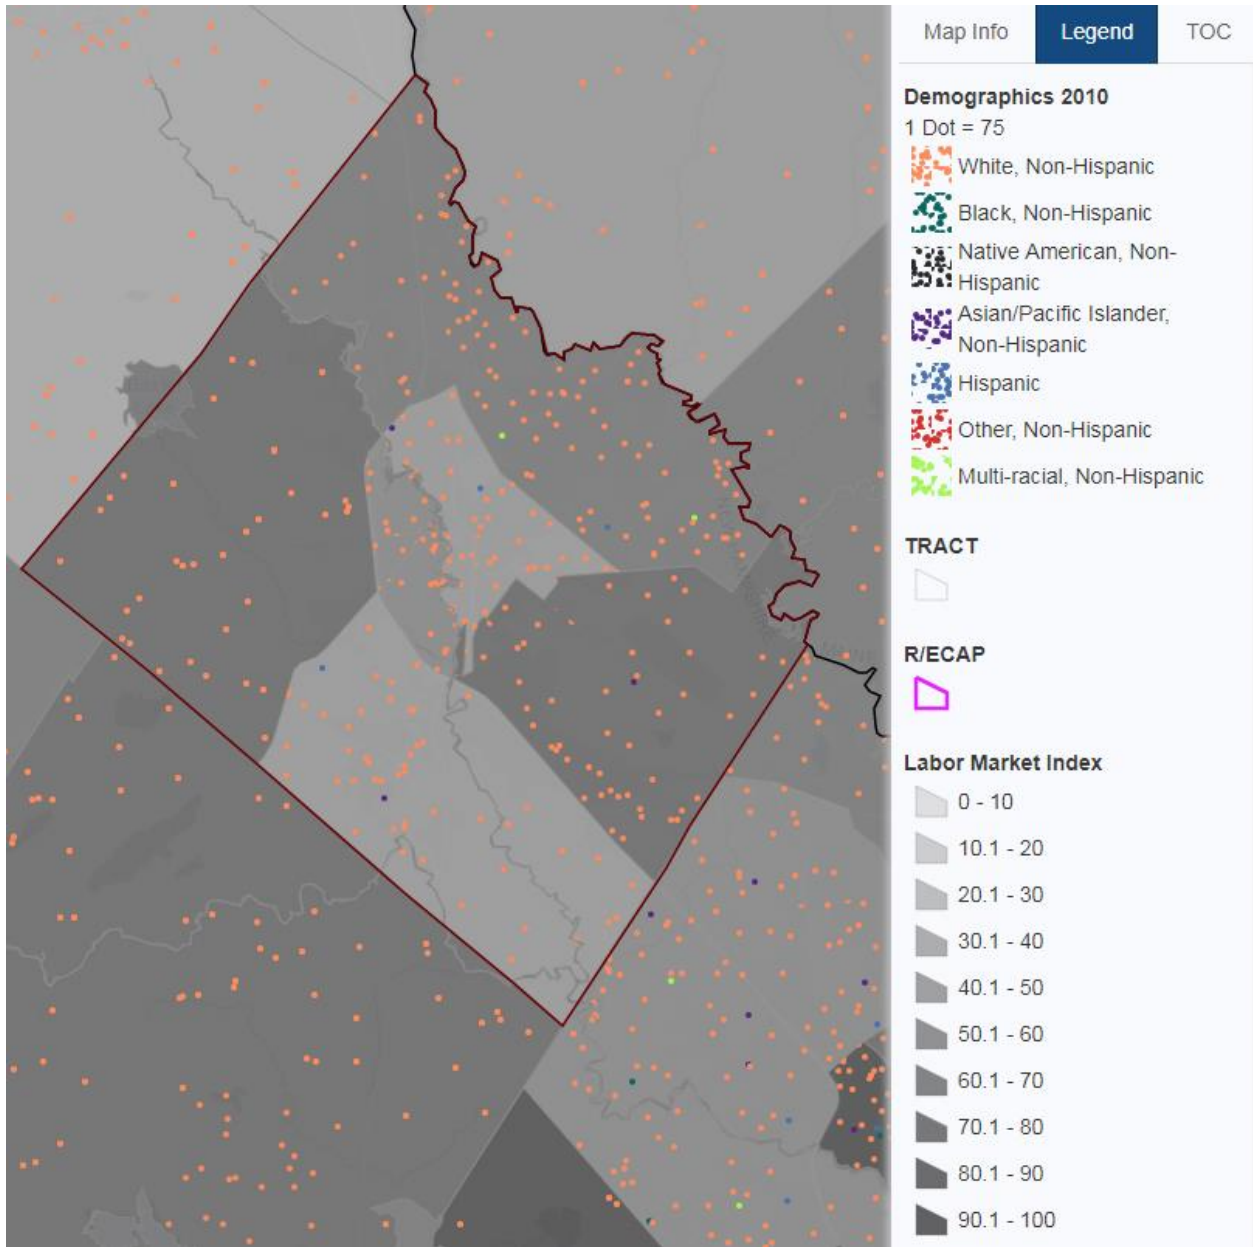 Map Info
Legend
TOC
Demographics 2010
1 Dot = 75
White, Non-Hispanic
Black, Non-Hispanic
Native American, Non-
Hispanic
Asian/Pacific Islander,
Non-Hispanic
Hispanic
Other, Non-Hispanic
Multi-racial, Non-Hispanic
TRACT
R/ECAP
Labor Market Index
0 - 10
10.1 - 20
20.1 - 30
30.1 - 40
40.1 - 50
50.1 - 60
60.1 - 70
70.1 - 80
80.1 - 90
90.1 - 100